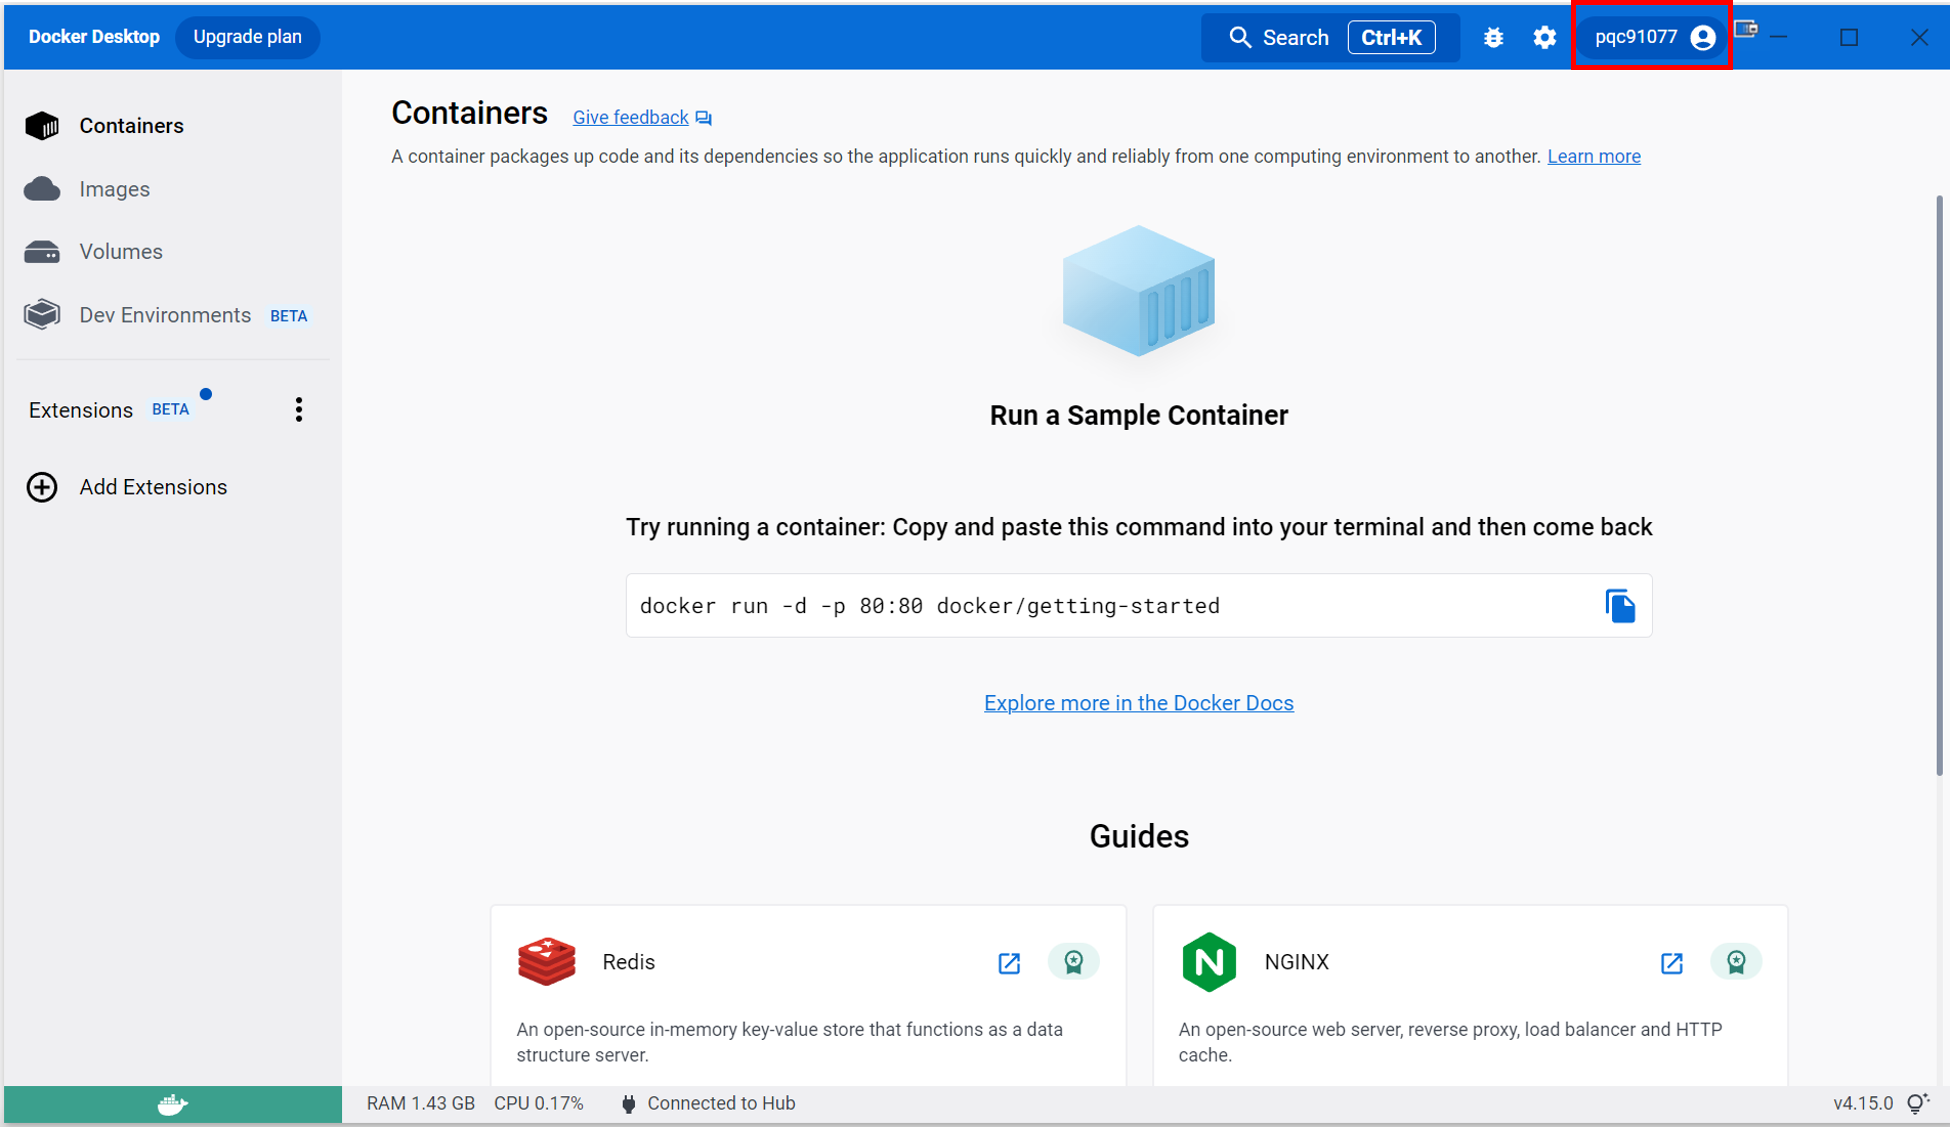 Docker Desktop Upgrade plan Search Ctrl+K pqc91077
Containers
Images
Volumes
Dev Environments BETA
Extensions BETA
Add Extensions
Containers Give feedback
A container packages up code and its dependencies so the application runs quickly and reliably from one computing environment to another. Learn more
Run a Sample Container
Try running a container: Copy and paste this command into your terminal and then come back
docker run -d -p 80:80 docker/getting-started
Explore more in the Docker Docs
Guides
Redis
An open-source in-memory key-value store that functions as a data
structure server.
N NGINX
An open-source web server, reverse proxy, load balancer and HTTP
cache.
RAM 1.43 GB CPU 0.17% Connected to Hub v4.15.0